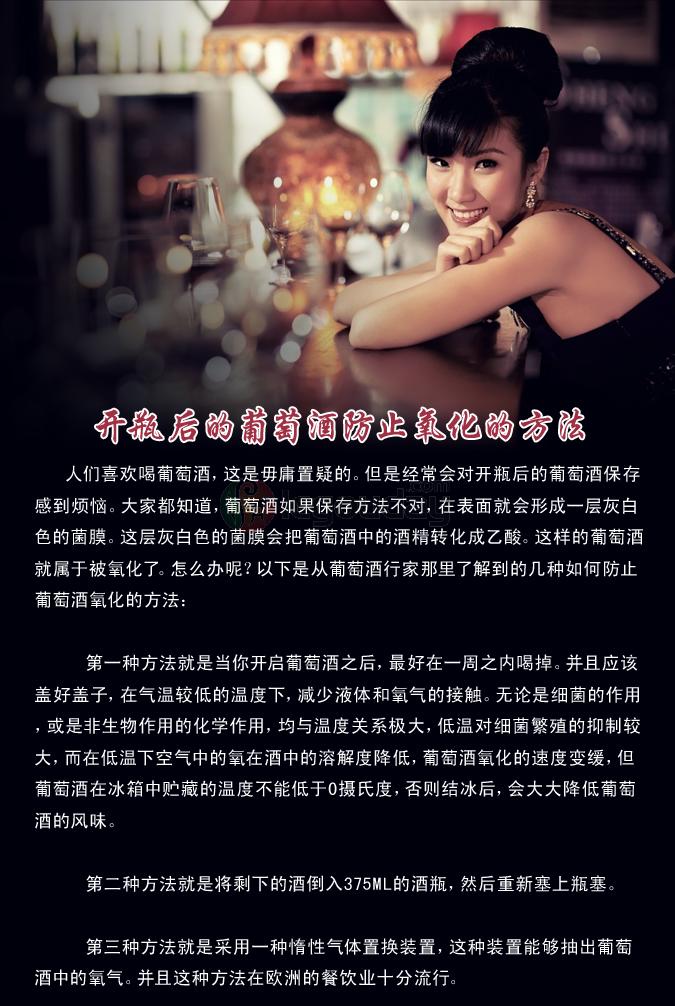 开瓶后的葡萄酒防止氧化的方法
人们喜欢喝葡萄酒，这是毋庸置疑的。但是经常会对开瓶后的葡萄酒保存
感到烦恼。大家都知道，葡萄酒如果保存方法不对，在表面就会形成一层灰白
色的菌膜。这层灰白色的菌膜会把葡萄酒中的酒精转化成乙酸。这样的葡萄酒
就属于被氧化了。怎么办呢？以下是从葡萄酒行家那里了解到的几种如何防止
葡萄酒氧化的方法：
第一种方法就是当你开启葡萄酒之后，最好在一周之内喝掉。并且应该
盖好盖子，在气温较低的温度下，减少液体和氧气的接触。无论是细菌的作用
，或是非生物作用的化学作用，均与温度关系极大，低温对细菌繁殖的抑制较
大，而在低温下空气中的氧在酒中的溶解度降低，葡萄酒氧化的速度变缓，但
葡萄酒在冰箱中贮藏的温度不能低于0摄氏度，否则结冰后，会大大降低葡萄
酒的风味。
第二种方法就是将剩下的酒倒入375ML的酒瓶，然后重新塞上瓶塞。
第三种方法就是采用一种惰性气体置换装置，这种装置能够抽出葡萄
酒中的氧气。并且这种方法在欧洲的餐饮业十分流行。